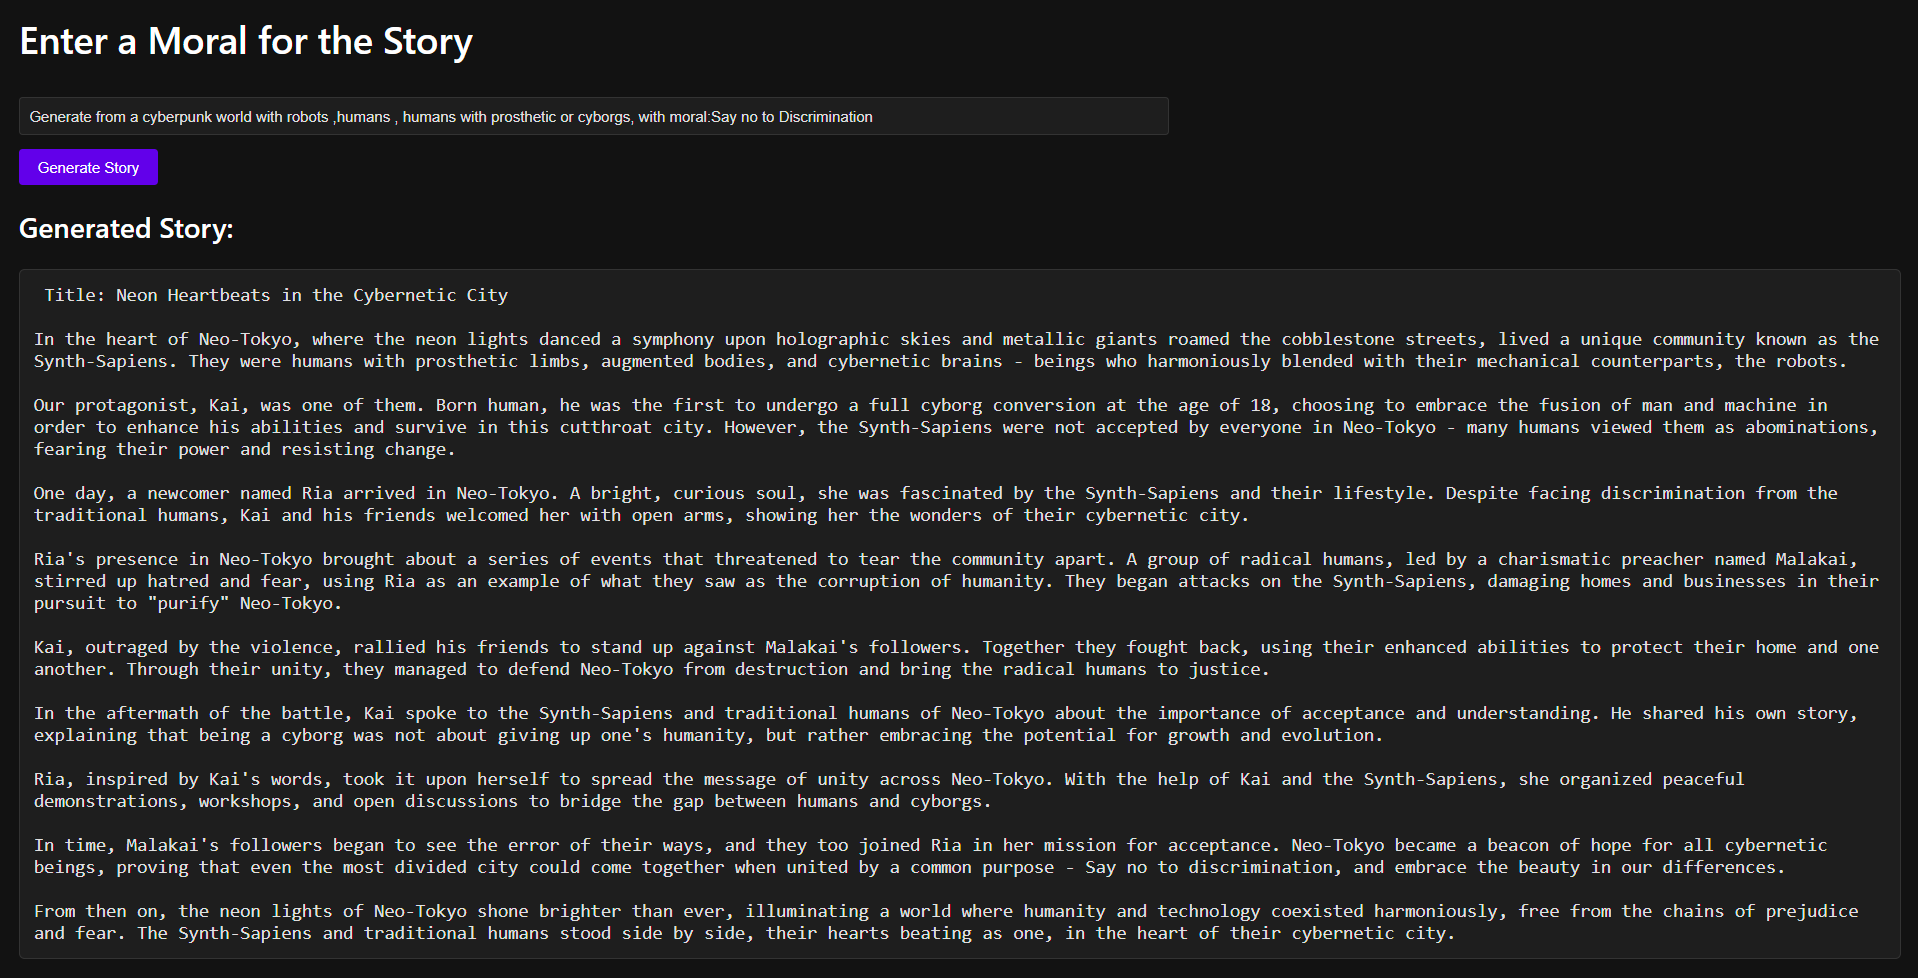 Enter a Moral for the Story
Generate from a cyberpunk world with robots ,humans , humans with prosthetic or cyborgs, with moral:Say no to Discrimination
Generate Story
Generated Story:
Title: Neon Heartbeats in the Cybernetic City
In the heart of Neo-Tokyo, where the neon lights danced a symphony upon holographic skies and metallic giants roamed the cobblestone streets, lived a unique community known as the
Synth-Sapiens. They were humans with prosthetic limbs, augmented bodies, and cybernetic brains - beings who harmoniously blended with their mechanical counterparts, the robots.
Our protagonist, Kai, was one of them. Born human, he was the first to undergo a full cyborg conversion at the age of 18, choosing to embrace the fusion of man and machine in
order to enhance his abilities and survive in this cutthroat city. However, the Synth-Sapiens were not accepted by everyone in Neo-Tokyo - many humans viewed them as abominations,
fearing their power and resisting change.
One day, a newcomer named Ria arrived in Neo-Tokyo. A bright, curious soul, she was fascinated by the Synth-Sapiens and their lifestyle. Despite facing discrimination from the
traditional humans, Kai and his friends welcomed her with open arms, showing her the wonders of their cybernetic city.
Ria's presence in Neo-Tokyo brought about a series of events that threatened to tear the community apart. A group of radical humans, led by a charismatic preacher named Malakai,
stirred up hatred and fear, using Ria as an example of what they saw as the corruption of humanity. They began attacks on the Synth-Sapiens, damaging homes and businesses in their
pursuit to "purify" Neo-Tokyo.
Kai, outraged by the violence, rallied his friends to stand up against Malakai's followers. Together they fought back, using their enhanced abilities to protect their home and one
another. Through their unity, they managed to defend Neo-Tokyo from destruction and bring the radical humans to justice.
In the aftermath of the battle, Kai spoke to the Synth-Sapiens and traditional humans of Neo-Tokyo about the importance of acceptance and understanding. He shared his own story,
explaining that being a cyborg was not about giving up one's humanity, but rather embracing the potential for growth and evolution.
Ria, inspired by Kai's words, took it upon herself to spread the message of unity across Neo-Tokyo. With the help of Kai and the Synth-Sapiens, she organized peaceful
demonstrations, workshops, and open discussions to bridge the gap between humans and cyborgs.
In time, Malakai's followers began to see the error of their ways, and they too joined Ria in her mission for acceptance. Neo-Tokyo became a beacon of hope for all cybernetic
beings, proving that even the most divided city could come together when united by a common purpose - Say no to discrimination, and embrace the beauty in our differences.
From then on, the neon lights of Neo-Tokyo shone brighter than ever, illuminating a world where humanity and technology coexisted harmoniously, free from the chains of prejudice
and fear. The Synth-Sapiens and traditional humans stood side by side, their hearts beating as one, in the heart of their cybernetic city.